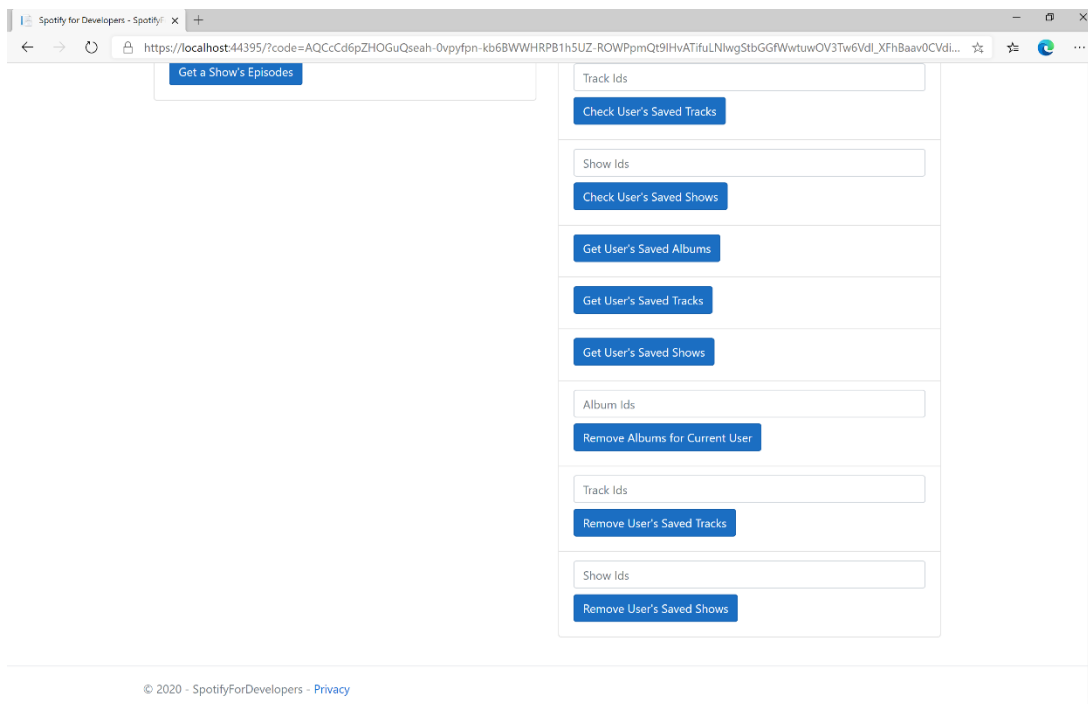 Spotify for Developers - SpotifyF
https://localhost:44395/?code=AQCcCd6pZHOGuQseah-0vpyfpn-kb6BWWHRPB1h5UZ-ROWPpmQt9IHvATifuLNIwgStbGGfWwtuwOV3Tw6Vdl_XFhBaav0CVdi...
Get a Show's Episodes
Track Ids
Check User's Saved Tracks
Show Ids
Check User's Saved Shows
Get User's Saved Albums
Get User's Saved Tracks
Get User's Saved Shows
Album Ids
Remove Albums for Current User
Track Ids
Remove User's Saved Tracks
Show Ids
Remove User's Saved Shows
© 2020 - SpotifyForDevelopers - Privacy